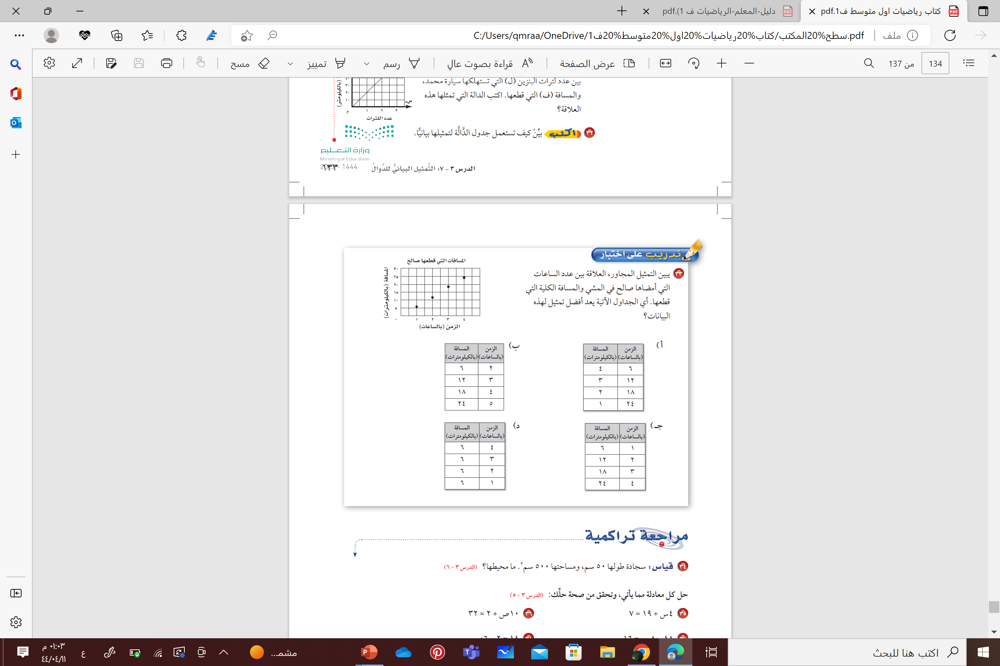 كتاب رياضيات اول متوسط ف1.pdf
دليل-المعلم-الرياضيات ف 1).pdf
ملف
C:/Users/qmraa/OneDrive/سطح%20المكتب/كتاب%20رياضيات%20اول%20متوسط%20ف1.pdf
134
من 137
عرض الصفحة
قراءة بصوت عالٍ
رسم
تمييز
مسح
بين عدد لترات البنزين (ل) التي تستهلكها سيارة محمد،
والمسافة (ف) التي قطعها. اكتب الدالة التي تمثلها هذه
العلاقة؟
(بالكيلومتر)
٣٠
٢٠
١٠
م ١ ٢ ٣
س
عدد اللترات
٣٢ اكتب بيِّنْ كيف تستعمل جدول الدَّالَّة لتمثيلها بيانيًّا.
وزارة التعليم
Ministry of Education
2022 - 1444
١٣٣
الدرس ٣ - ٧: التَّمثيل البيانيُّ للدَّوالِّ
تدريب على اختبار
٣٣ يبين التمثيل المجاور، العلاقة بين عدد الساعات
التي أمضاها صالح في المشي والمسافة الكلية التي
قطعها. أي الجداول الآتية يعد أفضل تمثيل لهذه
البيانات؟
المسافات التي قطعها صالح
المسافة (بالكيلومترات)
٣٠
٢٥
٢٠
١٥
١٠
٥
٠ ١ ٢ ٣ ٤
الزمن (بالساعات)
أ)
الزمن (بالساعات) المسافة (بالكيلومترات)
٦ ٤
١٢ ٣
١٨ ٢
٢٤ ١
ب)
الزمن (بالساعات) المسافة (بالكيلومترات)
٢ ٦
٣ ١٢
٤ ١٨
٥ ٢٤
جـ)
الزمن (بالساعات) المسافة (بالكيلومترات)
١ ٦
٢ ١٢
٣ ١٨
٤ ٢٤
د)
الزمن (بالساعات) المسافة (بالكيلومترات)
٤ ٦
٣ ٦
٢ ٦
١ ٦
مراجعة تراكمية
٣٤ قياس: سجادة طولها ٥٠ سم، ومساحتها ٥٠٠ سم٢. ما محيطها؟ (الدرس ٣ - ٦)
حل كل معادلة مما يأتي، وتحقق من صحة حلِّك: (الدرس ٣ - ٥)
٣٥ ٤س + ١٩ = ٧
٣٦ ١٠ص + ٢ = ٣٢
اكتب هنا للبحث
مشمـ...
ع
٠١:٠٣ م
٤٤/٠٤/١١